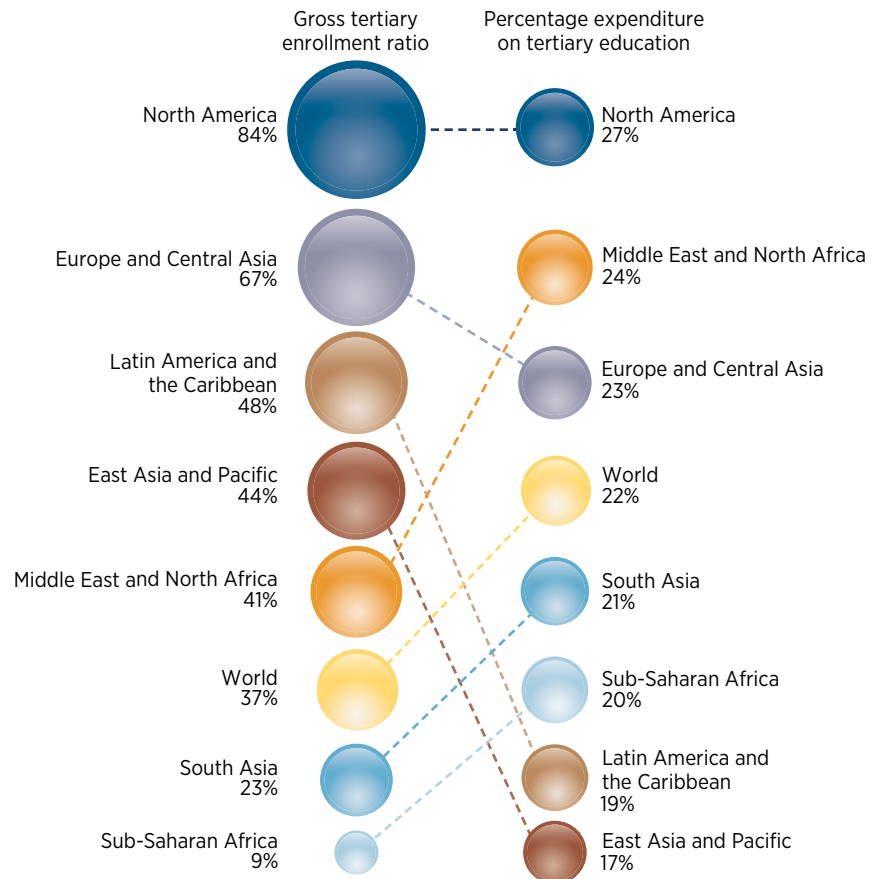 Gross tertiary
enrollment ratio
Percentage expenditure
on tertiary education
North America
84%
North America
27%
Europe and Central Asia
67%
Middle East and North Africa
24%
Latin America and
the Caribbean
48%
Europe and Central Asia
23%
East Asia and Pacific
44%
World
22%
Middle East and North Africa
41%
South Asia
21%
World
37%
Sub-Saharan Africa
20%
South Asia
23%
Latin America and
the Caribbean
19%
Sub-Saharan Africa
9%
East Asia and Pacific
17%